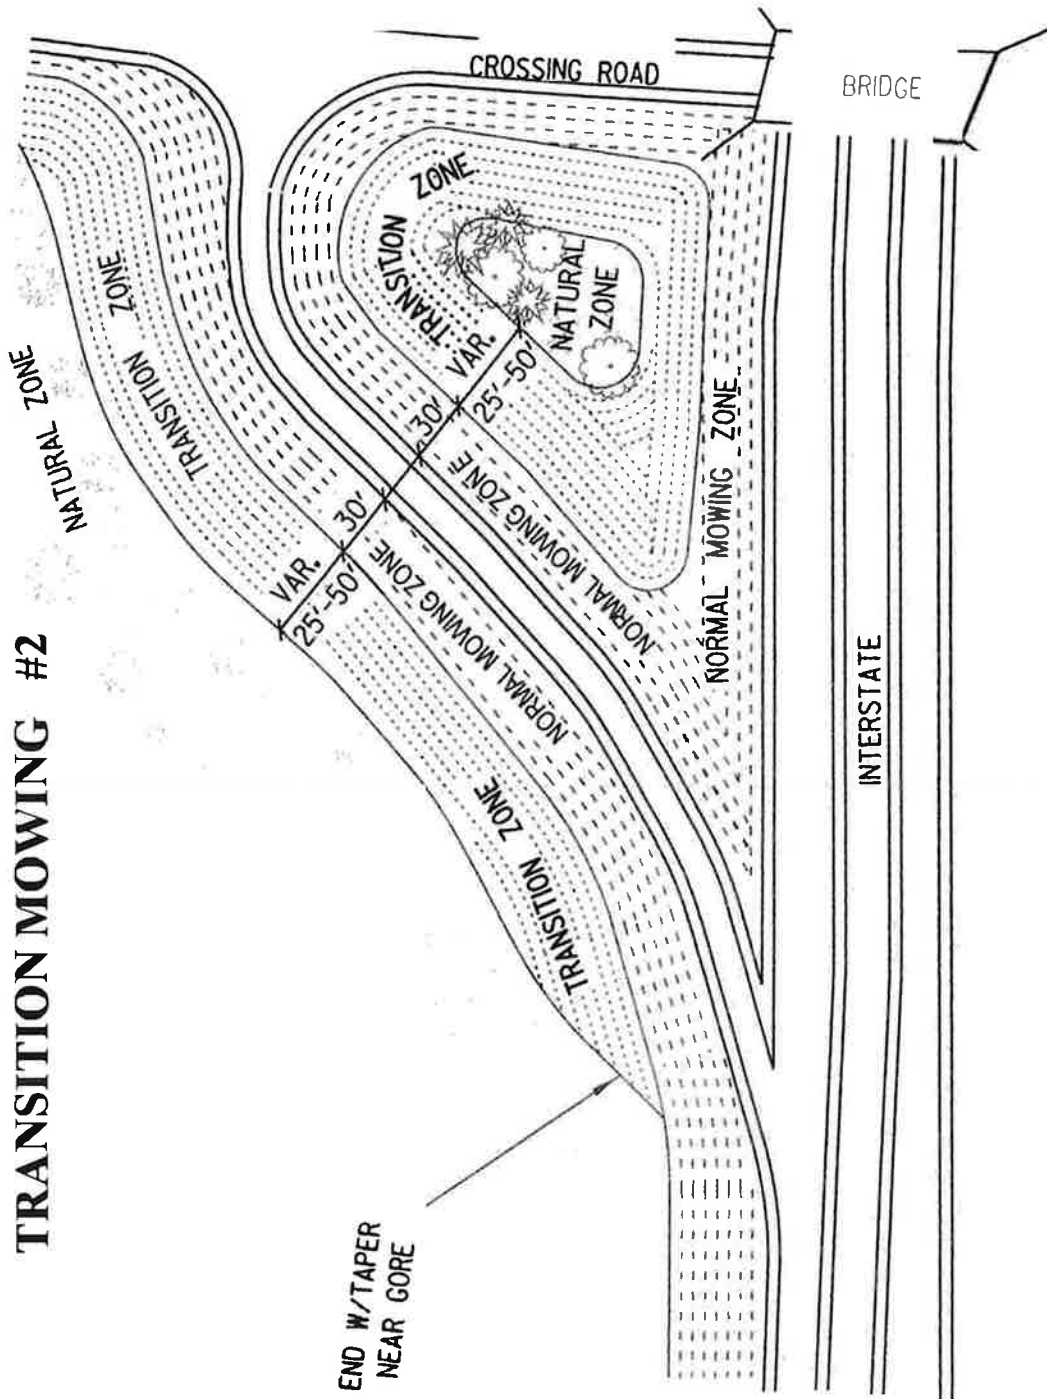 TRANSITION MOWING #2
CROSSING ROAD
BRIDGE
NATURAL ZONE
TRANSITION ZONE
TRANSITION
ZONE
NATURAL
ZONE
VAR.
25'-50'
30'
30'
VAR.
25'-50'
NORMAL MOWING ZONE
NORMAL MOWING ZONE
NORMAL MOWING ZONE
TRANSITION ZONE
INTERSTATE
END W/TAPER
NEAR GORE